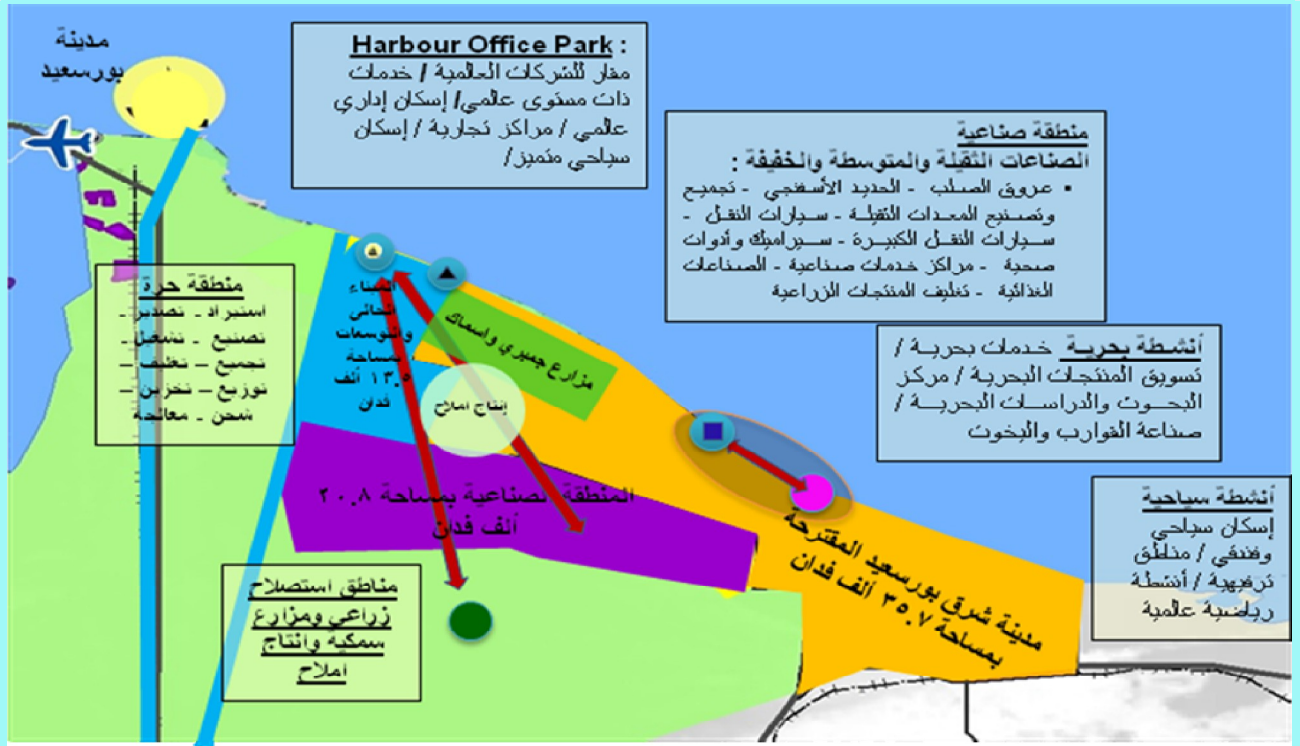 مدينة
بورسعيد
Harbour Office Park :
مقار للشركات العالمية / خدمات
ذات مستوى عالمي/ إسكان إداري
عالمي / مراكز تجارية / إسكان
سياحي متميز/
منطقة صناعية
الصناعات الثقيلة والمتوسطة والخفيفة :
▪ عروق الصلب - الحديد الأسفنجي - تجميع
وتصنيع المعدات الثقيلة - سيارات النقل -
سيارات النقل الكبيرة - سيراميك وأدوات
صحية - مراكز خدمات صناعية - الصناعات
الغذائية - تغليف المنتجات الزراعية
منطقة حرة
استيراد - تصدير -
تصنيع - تشغيل -
تجميع – تغليف –
توزيع – تخزين –
شحن - معالجة
الميناء
الحالي
والتوسعات
بمساحة
١٣.٥ ألف
فدان
مزارع جمبري واسماك
إنتاج املاح
أنشطة بحرية خدمات بحرية /
تسويق المنتجات البحرية / مركز
البحوث والدراسات البحرية /
صناعة القوارب واليخوت
المنطقة الصناعية بمساحة ٢٠.٨
ألف فدان
أنشطة سياحية
إسكان سياحي
وفندقي / مناطق
ترفيهية / أنشطة
رياضية عالمية
مدينة شرق بورسعيد المقترحة
بمساحة ٣٥.٧ ألف فدان
مناطق استصلاح
زراعي ومزارع
سمكية وانتاج
املاح